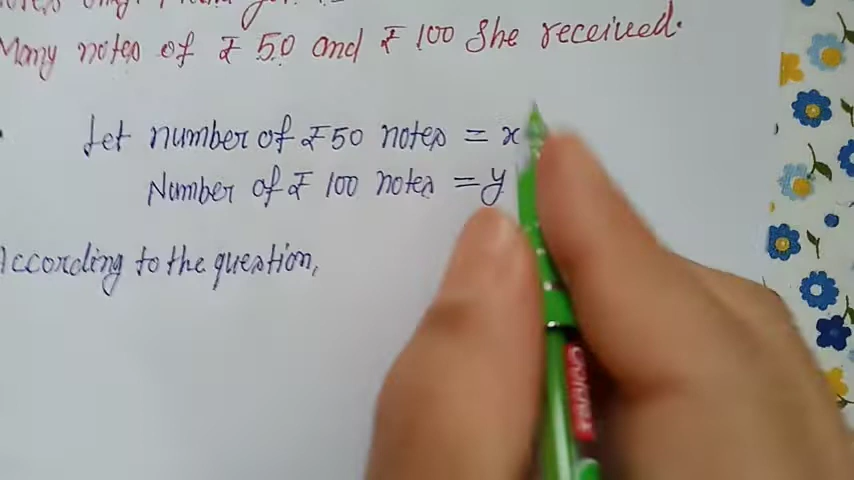 Many notes of ₹ 50 and ₹ 100 She received.
Let number of ₹50 notes = x
Number of ₹ 100 notes = y
According to the question,